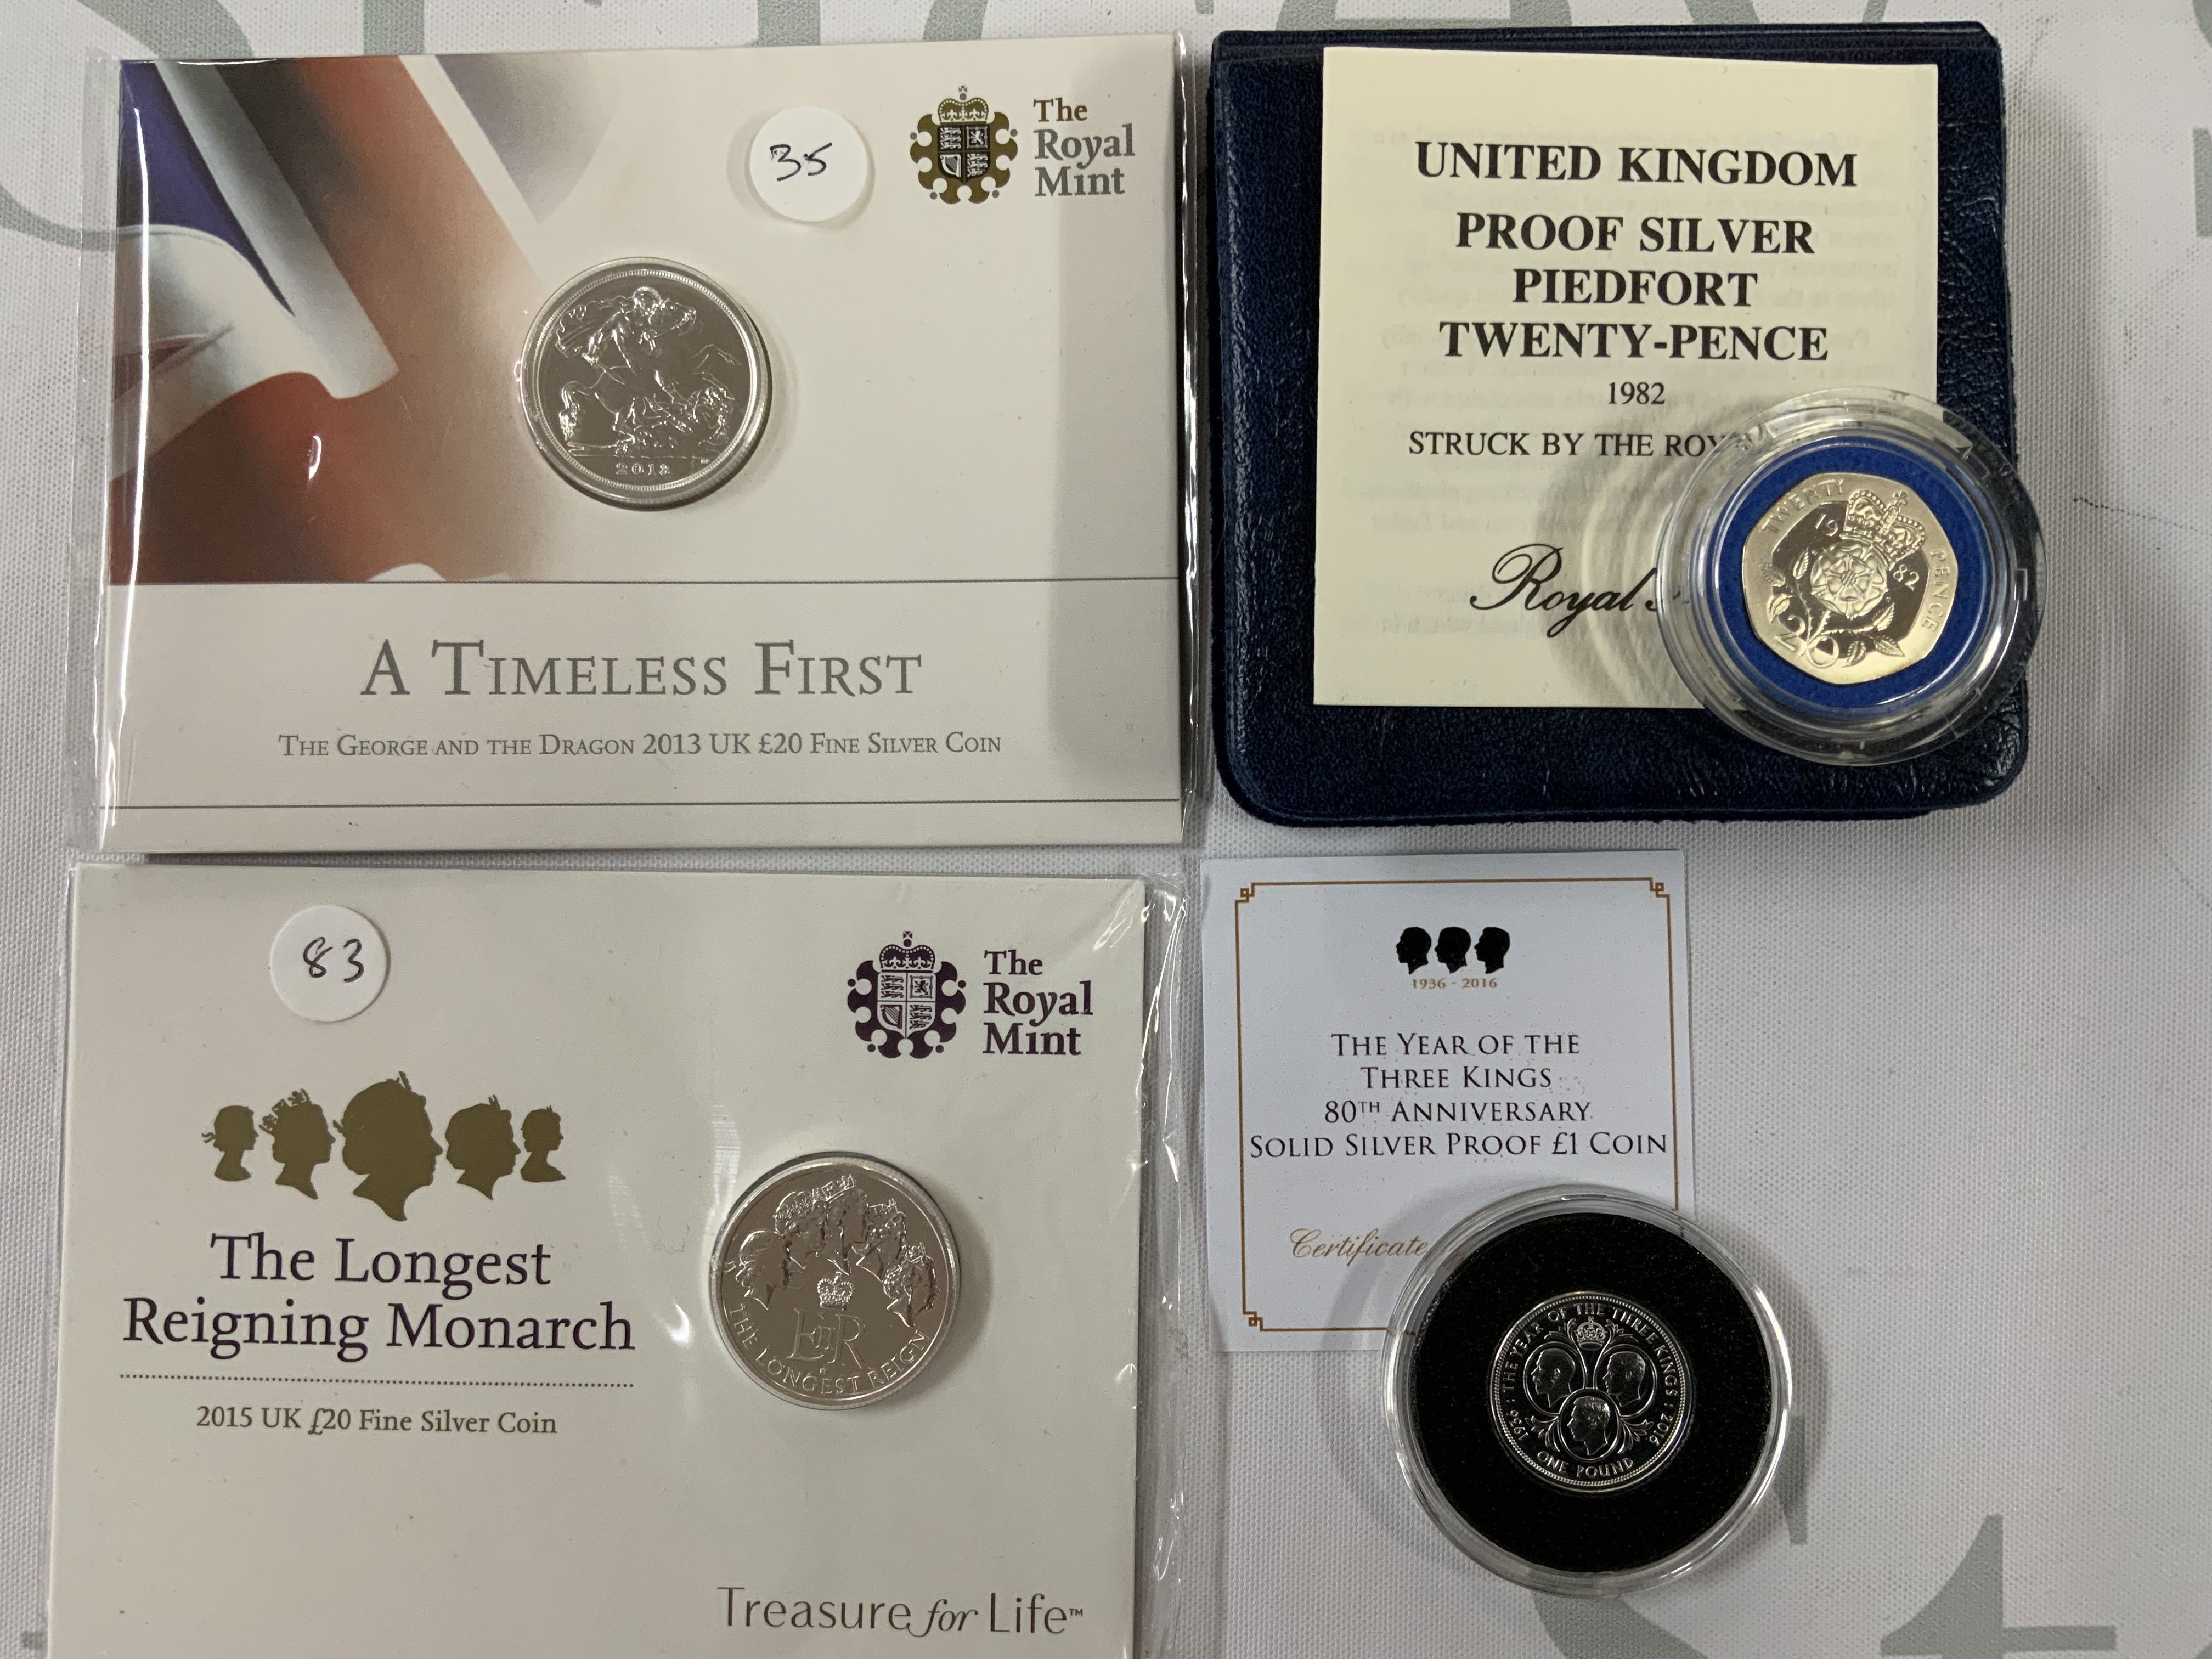 35
The
Royal
Mint
2013
A TIMELESS FIRST
THE GEORGE AND THE DRAGON 2013 UK £20 FINE SILVER COIN
UNITED KINGDOM
PROOF SILVER
PIEDFORT
TWENTY-PENCE
1982
STRUCK BY THE ROY
Royal
TWENTY PENCE
19 82
20
83
The
Royal
Mint
The Longest
Reigning Monarch
2015 UK £20 Fine Silver Coin
EIIR
THE LONGEST REIGN
Treasure for Life™
1936 - 2016
THE YEAR OF THE
THREE KINGS
80TH ANNIVERSARY
SOLID SILVER PROOF £1 COIN
Certificate
THE YEAR OF THE THREE KINGS
1936 ONE POUND 2016